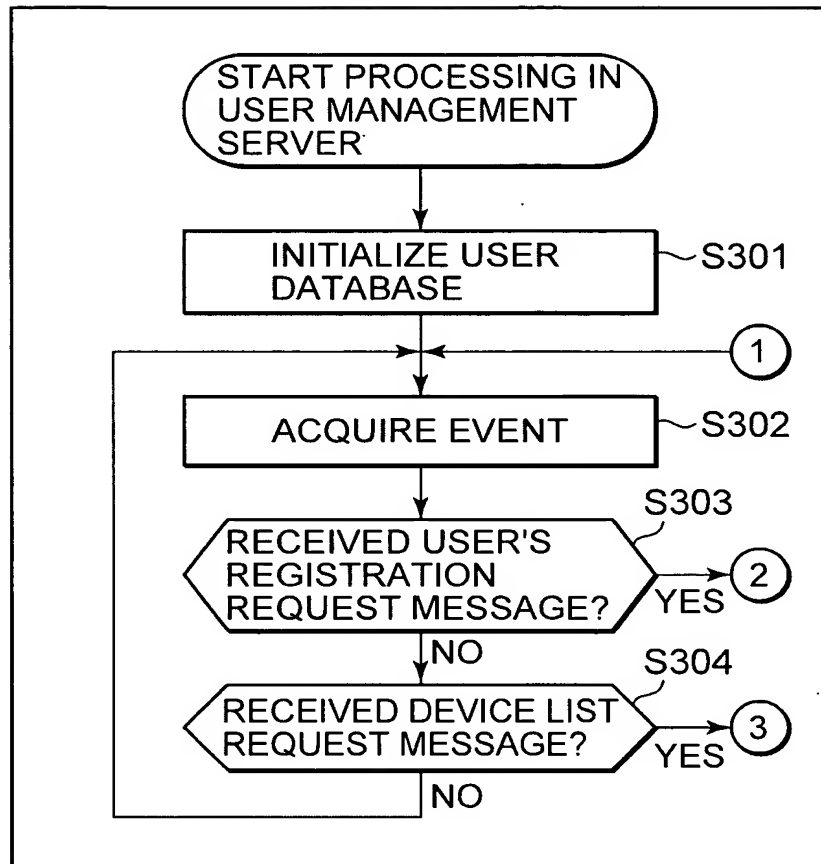 START PROCESSING IN
USER MANAGEMENT
SERVER
INITIALIZE USER
DATABASE
S301
1
ACQUIRE EVENT
S302
S303
RECEIVED USER'S
REGISTRATION
REQUEST MESSAGE?
YES
2
NO
S304
RECEIVED DEVICE LIST
REQUEST MESSAGE?
YES
3
NO